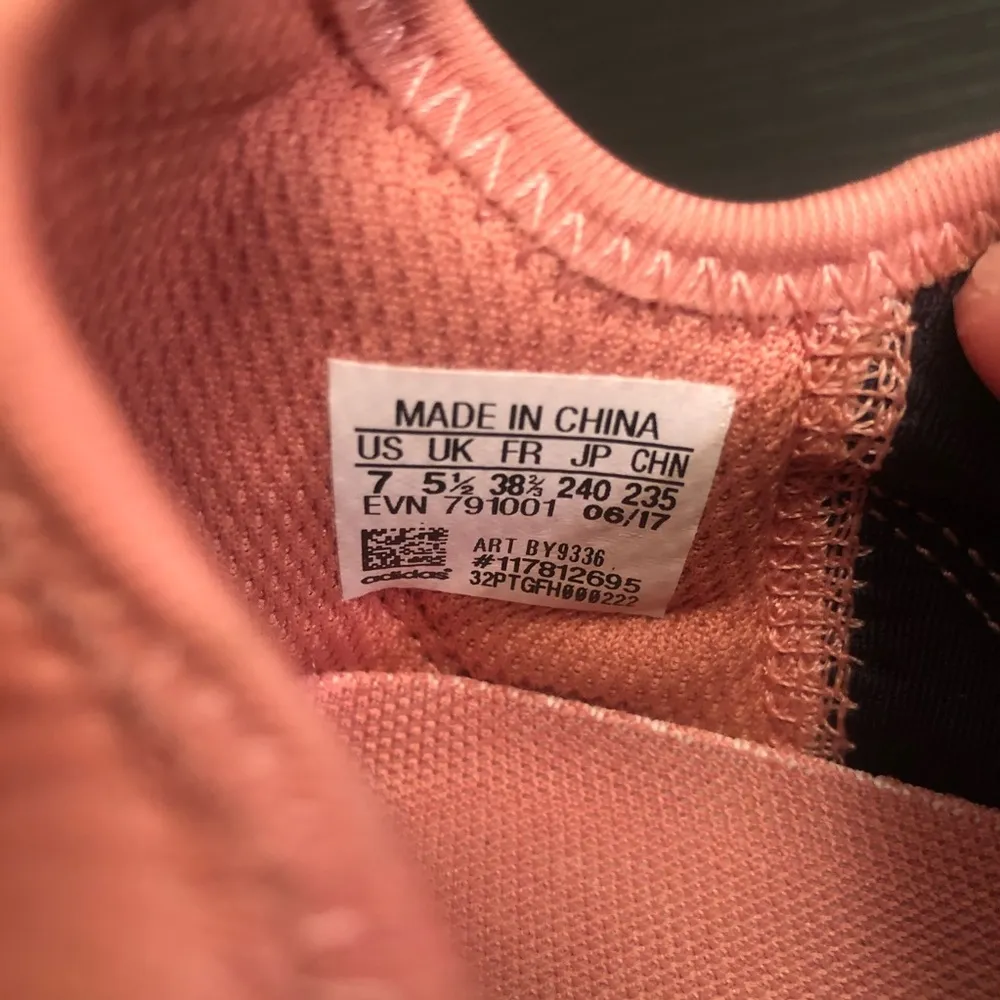 MADE IN CHINA
US UK FR JP CHN
7 5½ 38⅔ 240 235
EVN 791001 06/17
ART BY9336
#117812695
adidas 32PTGFH000222